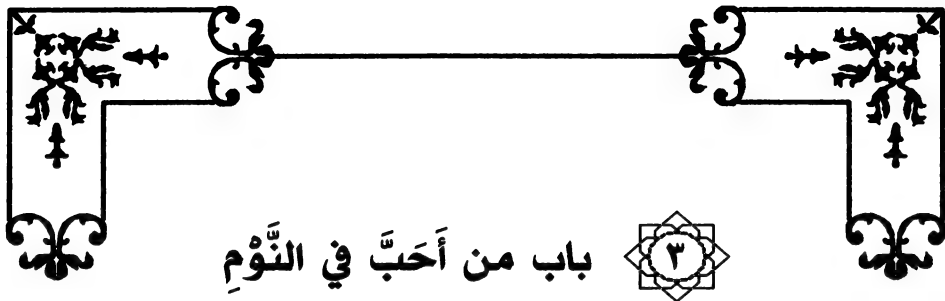 ٣ باب من أَحَبَّ في النَّوْمِ